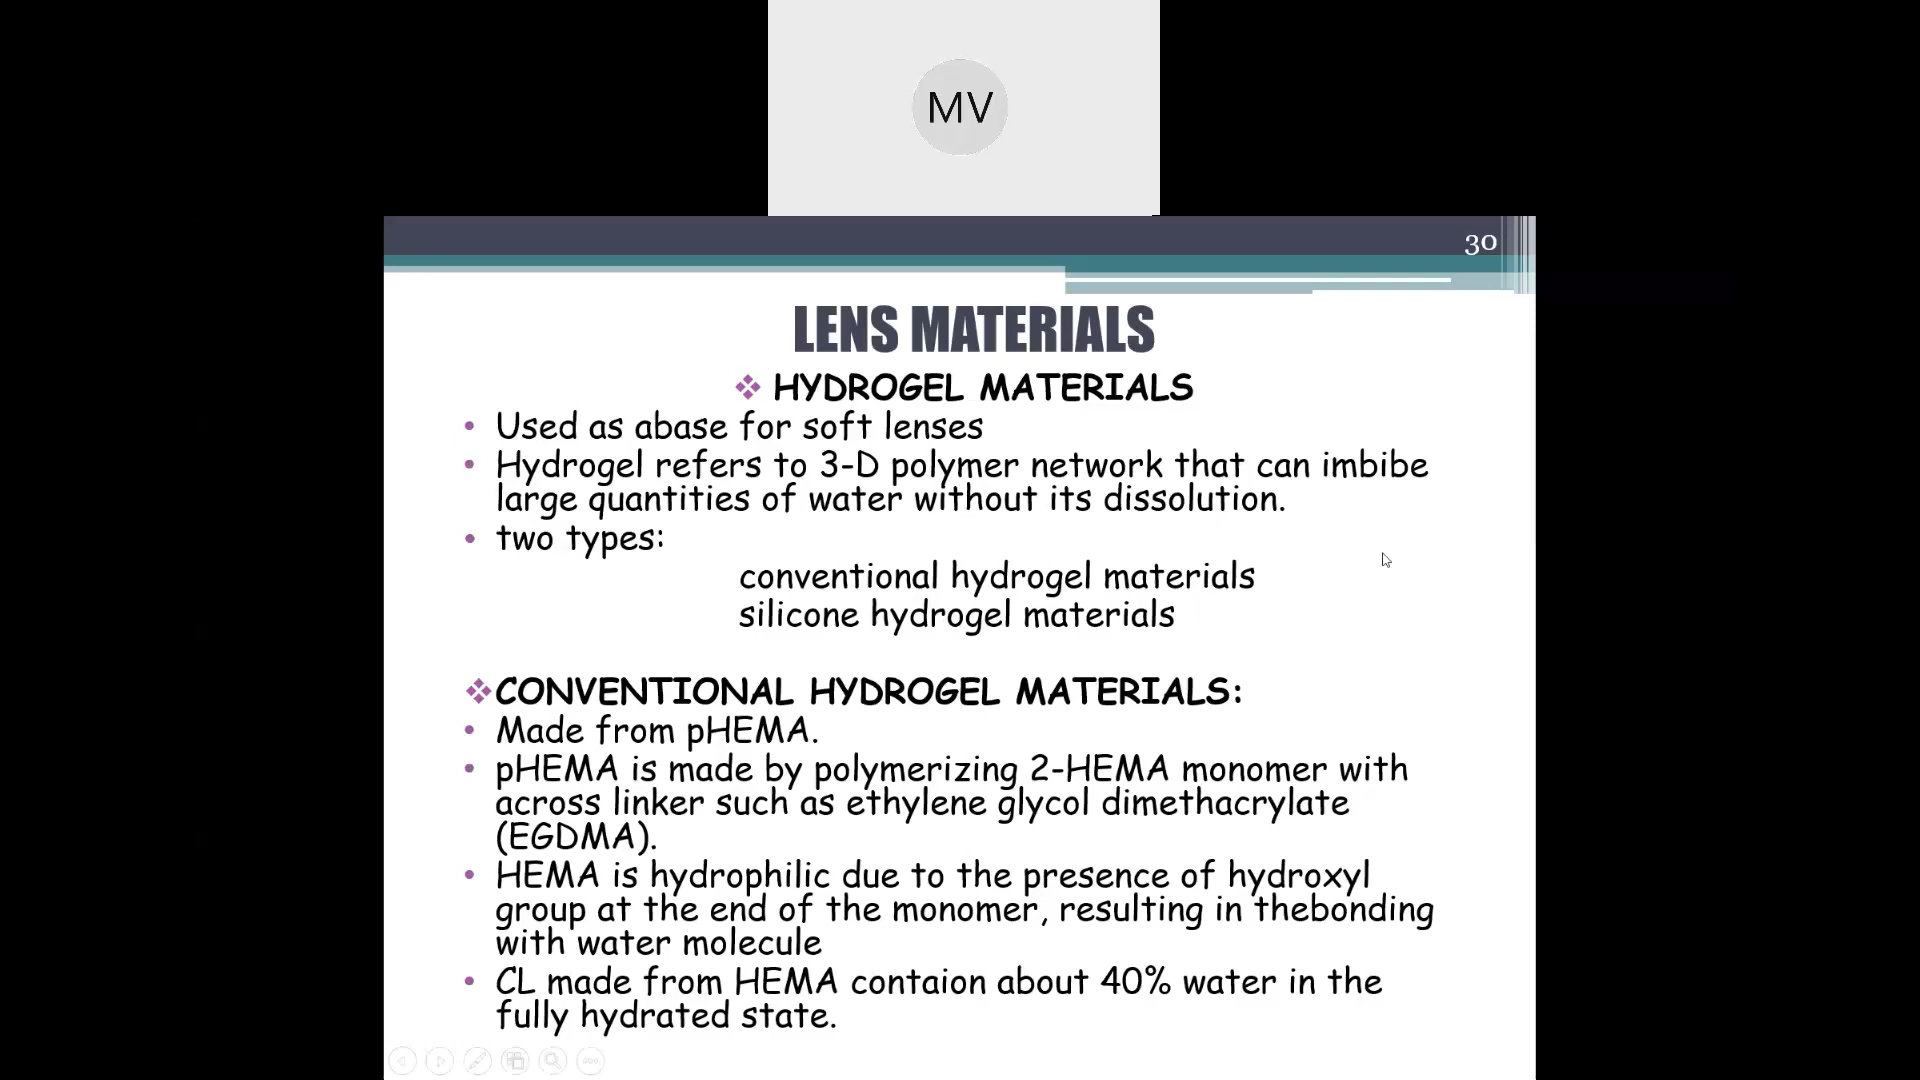 MV
30
LENS MATERIALS
❖ HYDROGEL MATERIALS
• Used as abase for soft lenses
• Hydrogel refers to 3-D polymer network that can imbibe
large quantities of water without its dissolution.
• two types:
conventional hydrogel materials
silicone hydrogel materials
❖CONVENTIONAL HYDROGEL MATERIALS:
• Made from pHEMA.
• pHEMA is made by polymerizing 2-HEMA monomer with
across linker such as ethylene glycol dimethacrylate
(EGDMA).
• HEMA is hydrophilic due to the presence of hydroxyl
group at the end of the monomer, resulting in thebonding
with water molecule
• CL made from HEMA contaion about 40% water in the
fully hydrated state.